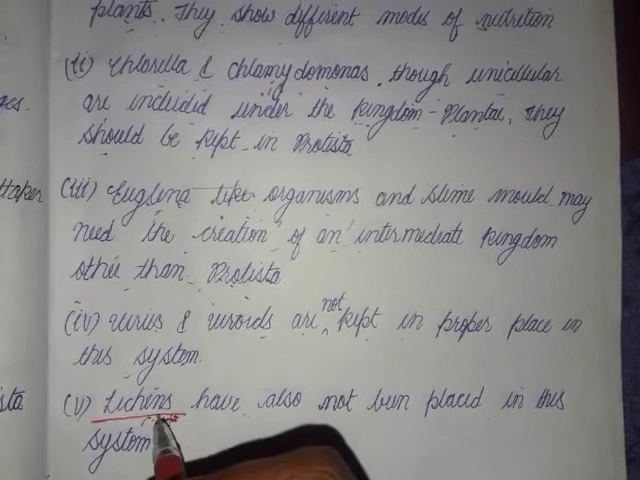 plants. They show different modes of nutrition
(ii) Chlorella & chlamydomonas. though unicellular
ges.
are included under the kingdom - Plantae, They
should be kept in Protista
ttaker
(iii) Euglena like organisms and slime mould may
need the creation of an intermediate kingdom
other than Protista
(iv) virus & viroids are not kept in proper place in
this system.
sta
(v) Lichens have also not been placed in this
system